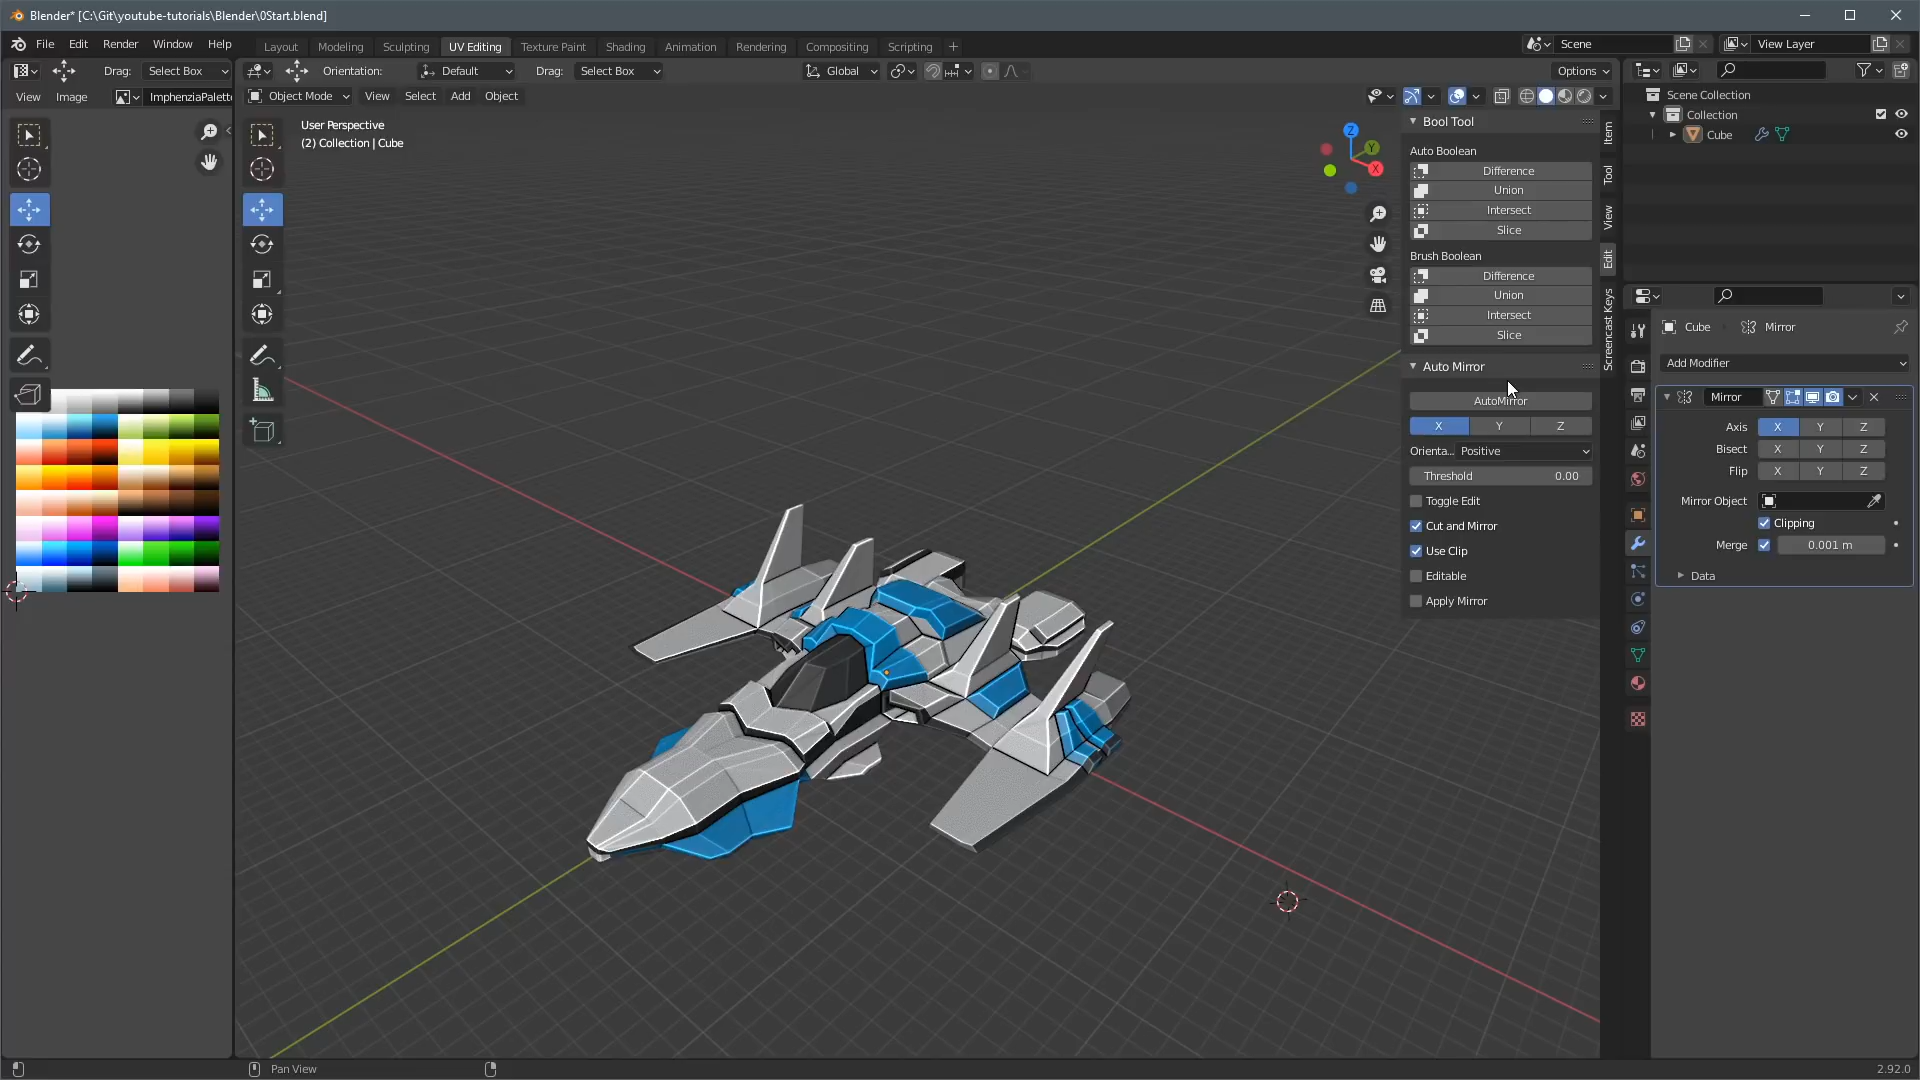 Blender* [C:\Git\youtube-tutorials\Blender\0Start.blend]
File Edit Render Window Help
Layout Modeling Sculpting UV Editing Texture Paint Shading Animation Rendering Compositing Scripting +
Scene
View Layer
Drag: Select Box
View Image ImphenziaPalette
Orientation: Default Drag: Select Box Global Options
Object Mode View Select Add Object
User Perspective
(2) Collection | Cube
Z
Y
X
Bool Tool
Auto Boolean
Difference
Union
Intersect
Slice
Brush Boolean
Difference
Union
Intersect
Slice
Auto Mirror
AutoMirror
X Y Z
Orienta... Positive
Threshold 0.00
Toggle Edit
Cut and Mirror
Use Clip
Editable
Apply Mirror
Item
Tool
View
Edit
Screencast Keys
Scene Collection
Collection
Cube
Cube Mirror
Add Modifier
Mirror
Axis X Y Z
Bisect X Y Z
Flip X Y Z
Mirror Object
Clipping
Merge 0.001 m
Data
Pan View
2.92.0